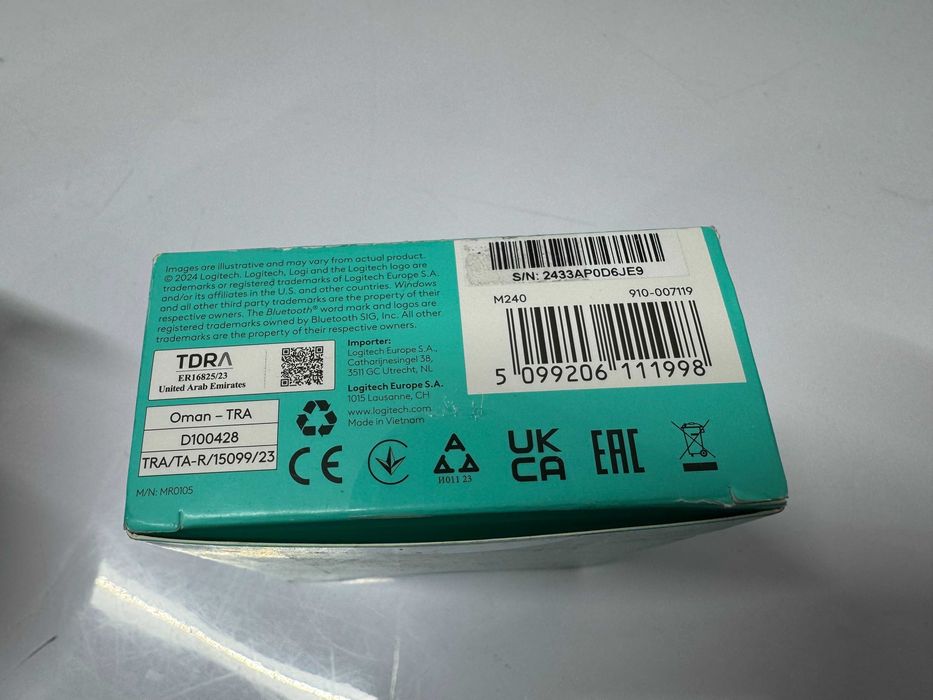 Images are illustrative and may vary from actual product.
© 2024 Logitech. Logitech, Logi and the Logitech logo are
trademarks or registered trademarks of Logitech Europe S.A.
and/or its affiliates in the U.S. and other countries. Windows
and all other third party trademarks are the property of their
respective owners. The Bluetooth® word mark and logos are
registered trademarks owned by Bluetooth SIG, Inc. All other
trademarks are the property of their respective owners.
TDRA
ER16825/23
United Arab Emirates
Oman – TRA
D100428
TRA/TA-R/15099/23
M/N: MR0105
Importer:
Logitech Europe S.A.,
Catharijnesingel 38,
3511 GC Utrecht, NL
Logitech Europe S.A.
1015 Lausanne, CH
www.logitech.com
Made in Vietnam
S/N: 2433AP0D6JE9
M240 910-007119
5 099206 111998
CE
И011 23
UK
CA
EAC